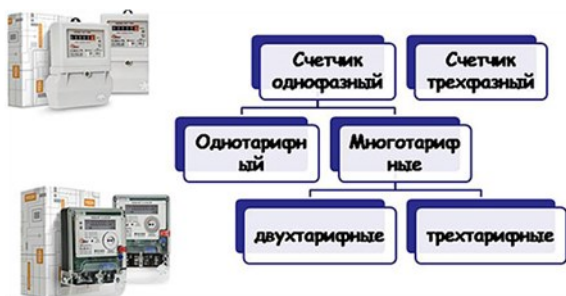 Счетчик
однофазный
Счетчик
трехфазный
Однотарифн
ый
Многотариф
ные
двухтарифные
трехтарифные